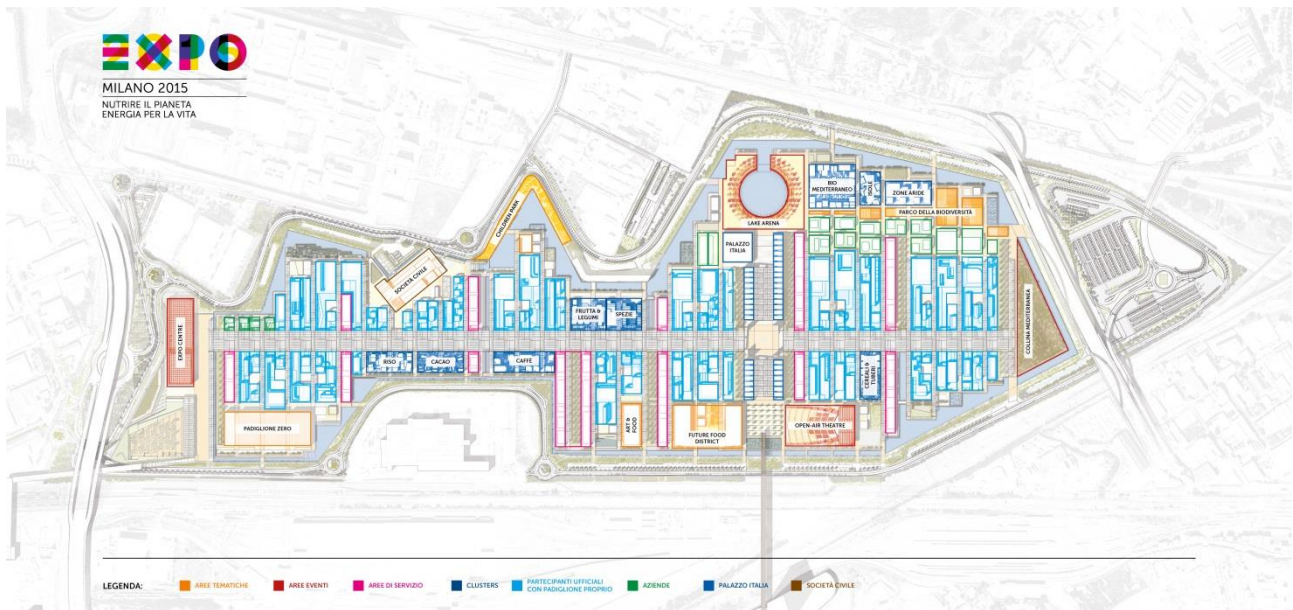 EXPO
MILANO 2015
NUTRIRE IL PIANETA
ENERGIA PER LA VITA
LAKE ARENA
BIO
MEDITERRANEO
ISOLE
ZONE ARIDE
PARCO DELLA BIODIVERSITÀ
CHILDREN PARK
PALAZZO
ITALIA
SOCIETÀ CIVILE
EXPO CENTRE
FRUTTA &
LEGUMI
SPEZIE
COLLINA MEDITERRANEA
RISO
CACAO
CAFFE
CEREALI &
TUBERI
PADIGLIONE ZERO
ART &
FOOD
FUTURE FOOD
DISTRICT
OPEN-AIR THEATRE
LEGENDA:
AREE TEMATICHE
AREE EVENTI
AREE DI SERVIZIO
CLUSTERS
PARTECIPANTI UFFICIALI
CON PADIGLIONE PROPRIO
AZIENDE
PALAZZO ITALIA
SOCIETÀ CIVILE